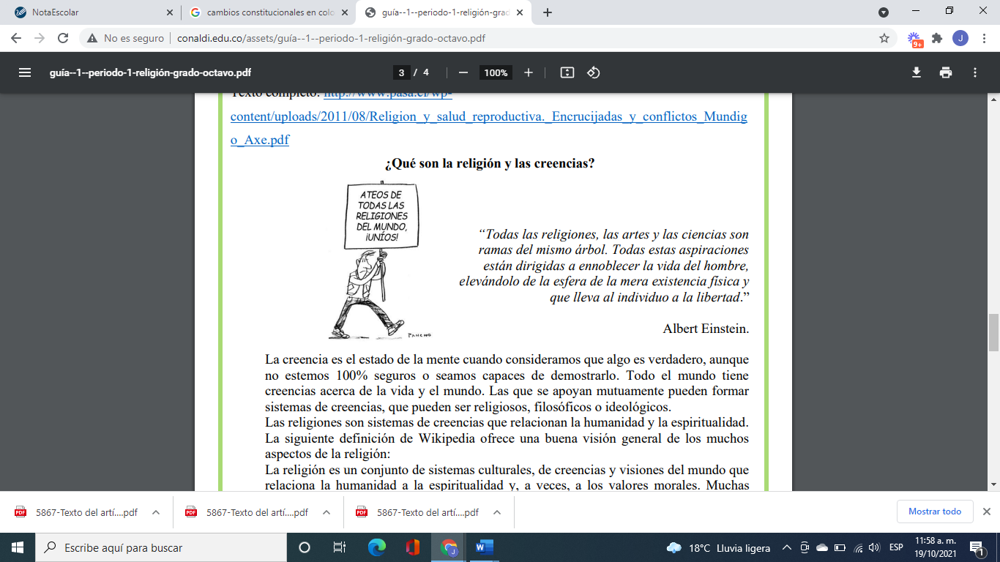 NotaEscolar
cambios constitucionales en colo
guía--1--periodo-1-religión-grad
No es seguro
conaldi.edu.co/assets/guía--1--periodo-1-religión-grado-octavo.pdf
9+
J
guía--1--periodo-1-religión-grado-octavo.pdf
3 / 4
100%
Texto completo: http://www.pasa.cl/wp-
content/uploads/2011/08/Religion_y_salud_reproductiva._Encrucijadas_y_conflictos_Mundig
o_Axe.pdf
¿Qué son la religión y las creencias?
ATEOS DE
TODAS LAS
RELIGIONES
DEL MUNDO,
¡UNÍOS!
PANCHO
“Todas las religiones, las artes y las ciencias son
ramas del mismo árbol. Todas estas aspiraciones
están dirigidas a ennoblecer la vida del hombre,
elevándolo de la esfera de la mera existencia física y
que lleva al individuo a la libertad.”
Albert Einstein.
La creencia es el estado de la mente cuando consideramos que algo es verdadero, aunque
no estemos 100% seguros o seamos capaces de demostrarlo. Todo el mundo tiene
creencias acerca de la vida y el mundo. Las que se apoyan mutuamente pueden formar
sistemas de creencias, que pueden ser religiosos, filosóficos o ideológicos.
Las religiones son sistemas de creencias que relacionan la humanidad y la espiritualidad.
La siguiente definición de Wikipedia ofrece una buena visión general de los muchos
aspectos de la religión:
La religión es un conjunto de sistemas culturales, de creencias y visiones del mundo que
relaciona la humanidad a la espiritualidad y, a veces, a los valores morales. Muchas
5867-Texto del artí....pdf
5867-Texto del artí....pdf
5867-Texto del artí....pdf
Mostrar todo
Escribe aquí para buscar
18°C Lluvia ligera
ESP
11:58 a. m.
19/10/2021
1